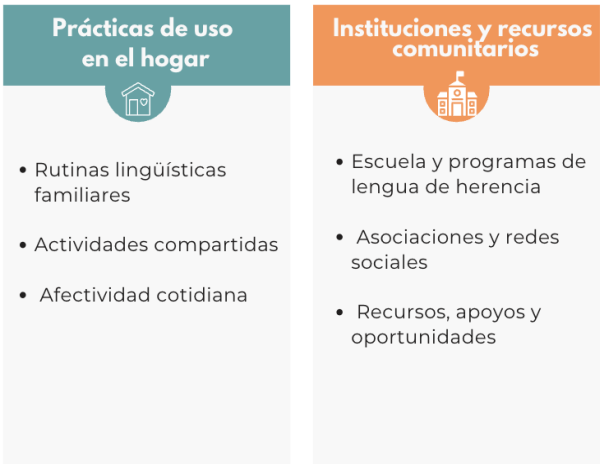 Prácticas de uso
en el hogar
• Rutinas lingüísticas
familiares
• Actividades compartidas
• Afectividad cotidiana
Instituciones y recursos
comunitarios
• Escuela y programas de
lengua de herencia
• Asociaciones y redes
sociales
• Recursos, apoyos y
oportunidades